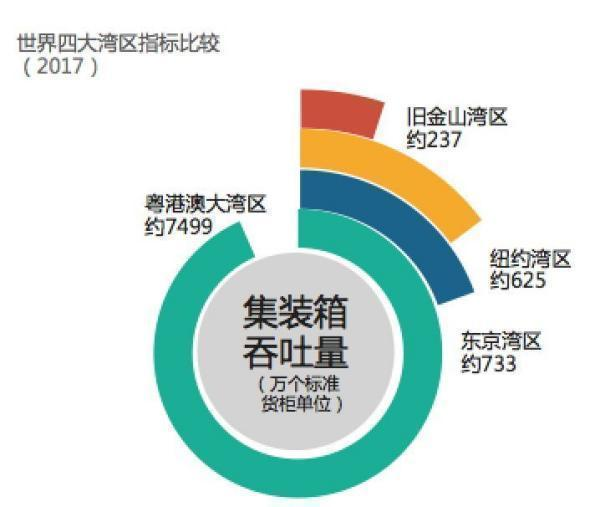 世界四大湾区指标比较
（2017）
旧金山湾区
约237
粤港澳大湾区
约7499
纽约湾区
约625
东京湾区
约733
集装箱
吞吐量
（万个标准
货柜单位）